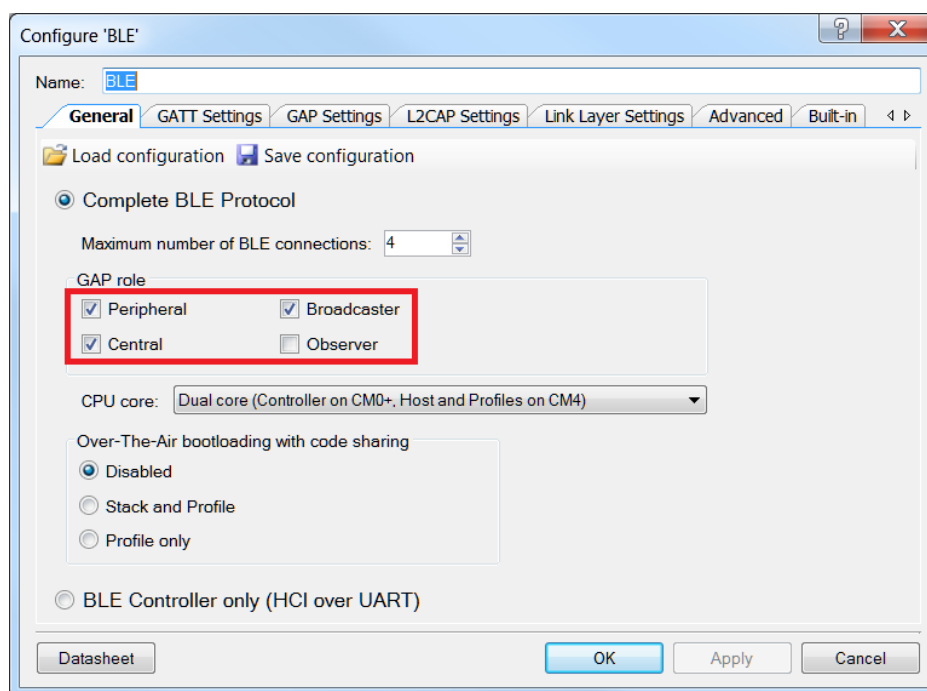 Configure 'BLE'
Name: BLE
General GATT Settings GAP Settings L2CAP Settings Link Layer Settings Advanced Built-in
Load configuration Save configuration
Complete BLE Protocol
Maximum number of BLE connections: 4
GAP role
Peripheral Broadcaster
Central Observer
CPU core: Dual core (Controller on CM0+, Host and Profiles on CM4)
Over-The-Air bootloading with code sharing
Disabled
Stack and Profile
Profile only
BLE Controller only (HCI over UART)
Datasheet OK Apply Cancel